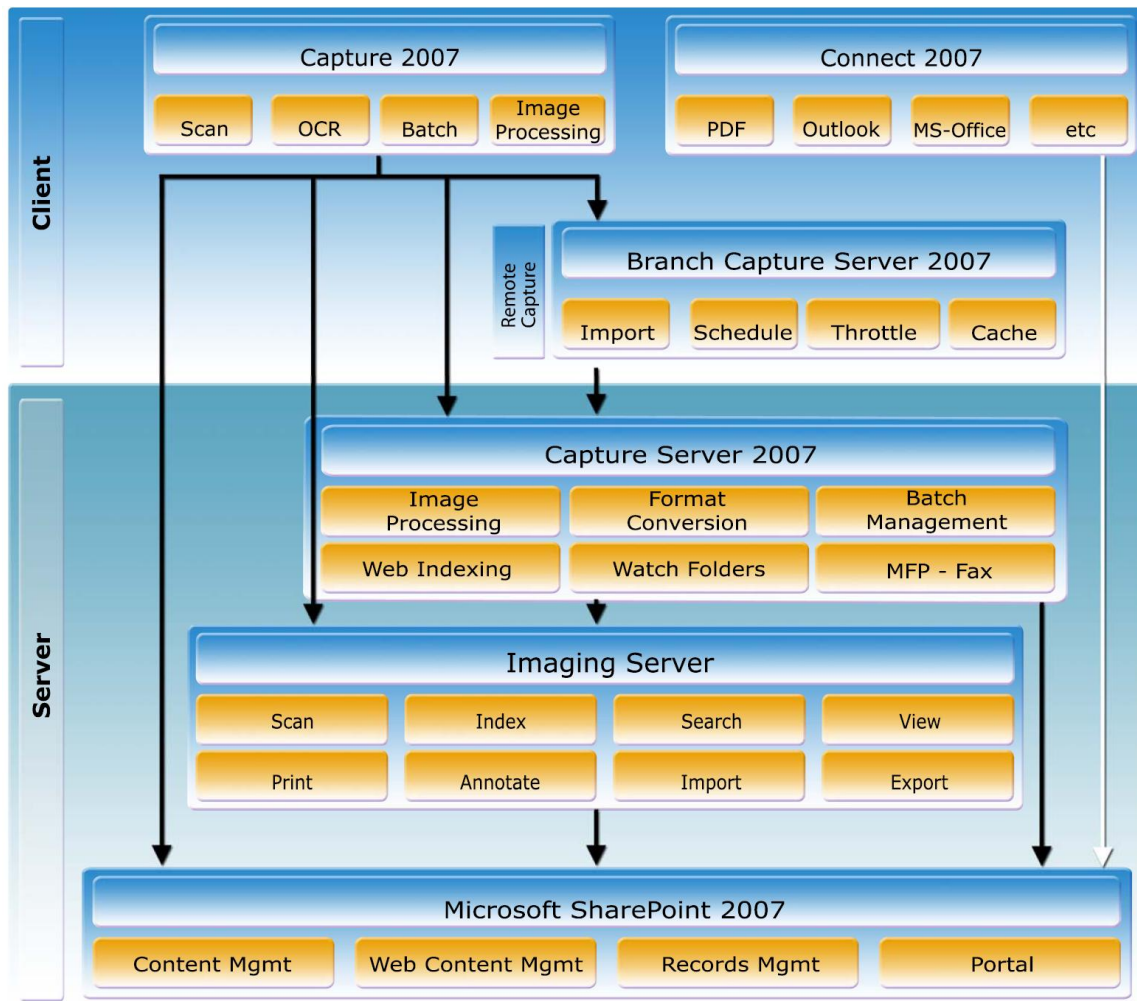 Client
Capture 2007
Scan
OCR
Batch
Image
Processing
Connect 2007
PDF
Outlook
MS-Office
etc
Remote
Capture
Branch Capture Server 2007
Import
Schedule
Throttle
Cache
Server
Capture Server 2007
Image
Processing
Format
Conversion
Batch
Management
Web Indexing
Watch Folders
MFP - Fax
Imaging Server
Scan
Index
Search
View
Print
Annotate
Import
Export
Microsoft SharePoint 2007
Content Mgmt
Web Content Mgmt
Records Mgmt
Portal